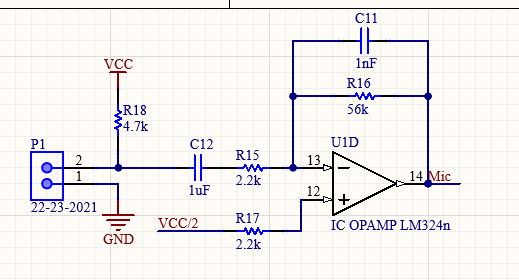 C11
1nF
VCC
R16
56k
R18
4.7k
P1
2
1
22-23-2021
GND
C12
1uF
R15
2.2k
U1D
13
12
14
Mic
VCC/2
R17
2.2k
IC OPAMP LM324n